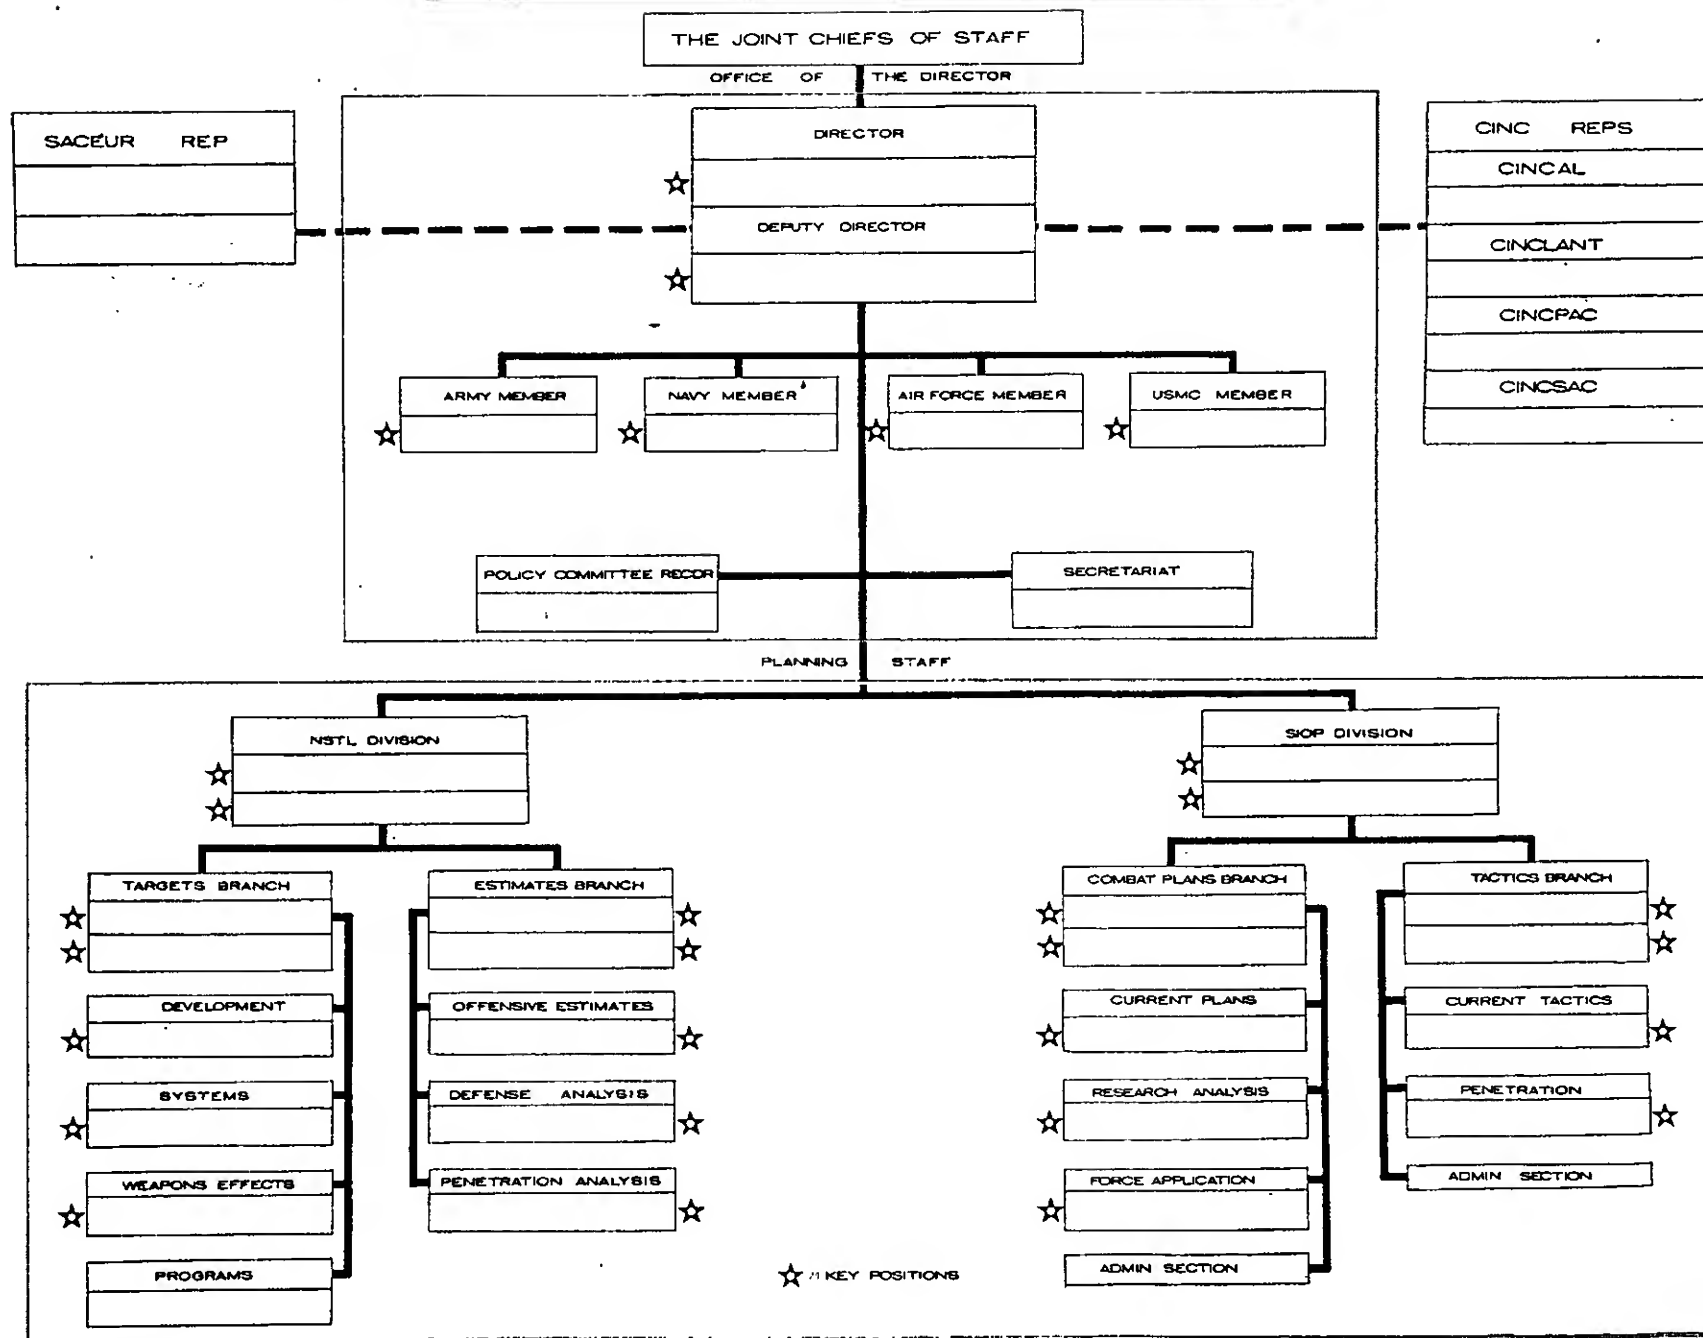 THE JOINT CHIEFS OF STAFF
OFFICE OF THE DIRECTOR
SACEUR REP
DIRECTOR
DEPUTY DIRECTOR
CINC REPS
CINCAL
CINCLANT
CINCPAC
CINCSAC
ARMY MEMBER
NAVY MEMBER
AIR FORCE MEMBER
USMC MEMBER
POLICY COMMITTEE RECOR
SECRETARIAT
PLANNING STAFF
NSTL DIVISION
SIOP DIVISION
TARGETS BRANCH
DEVELOPMENT
SYSTEMS
WEAPONS EFFECTS
PROGRAMS
ESTIMATES BRANCH
OFFENSIVE ESTIMATES
DEFENSE ANALYSIS
PENETRATION ANALYSIS
COMBAT PLANS BRANCH
CURRENT PLANS
RESEARCH ANALYSIS
FORCE APPLICATION
ADMIN SECTION
TACTICS BRANCH
CURRENT TACTICS
PENETRATION
ADMIN SECTION
KEY POSITIONS